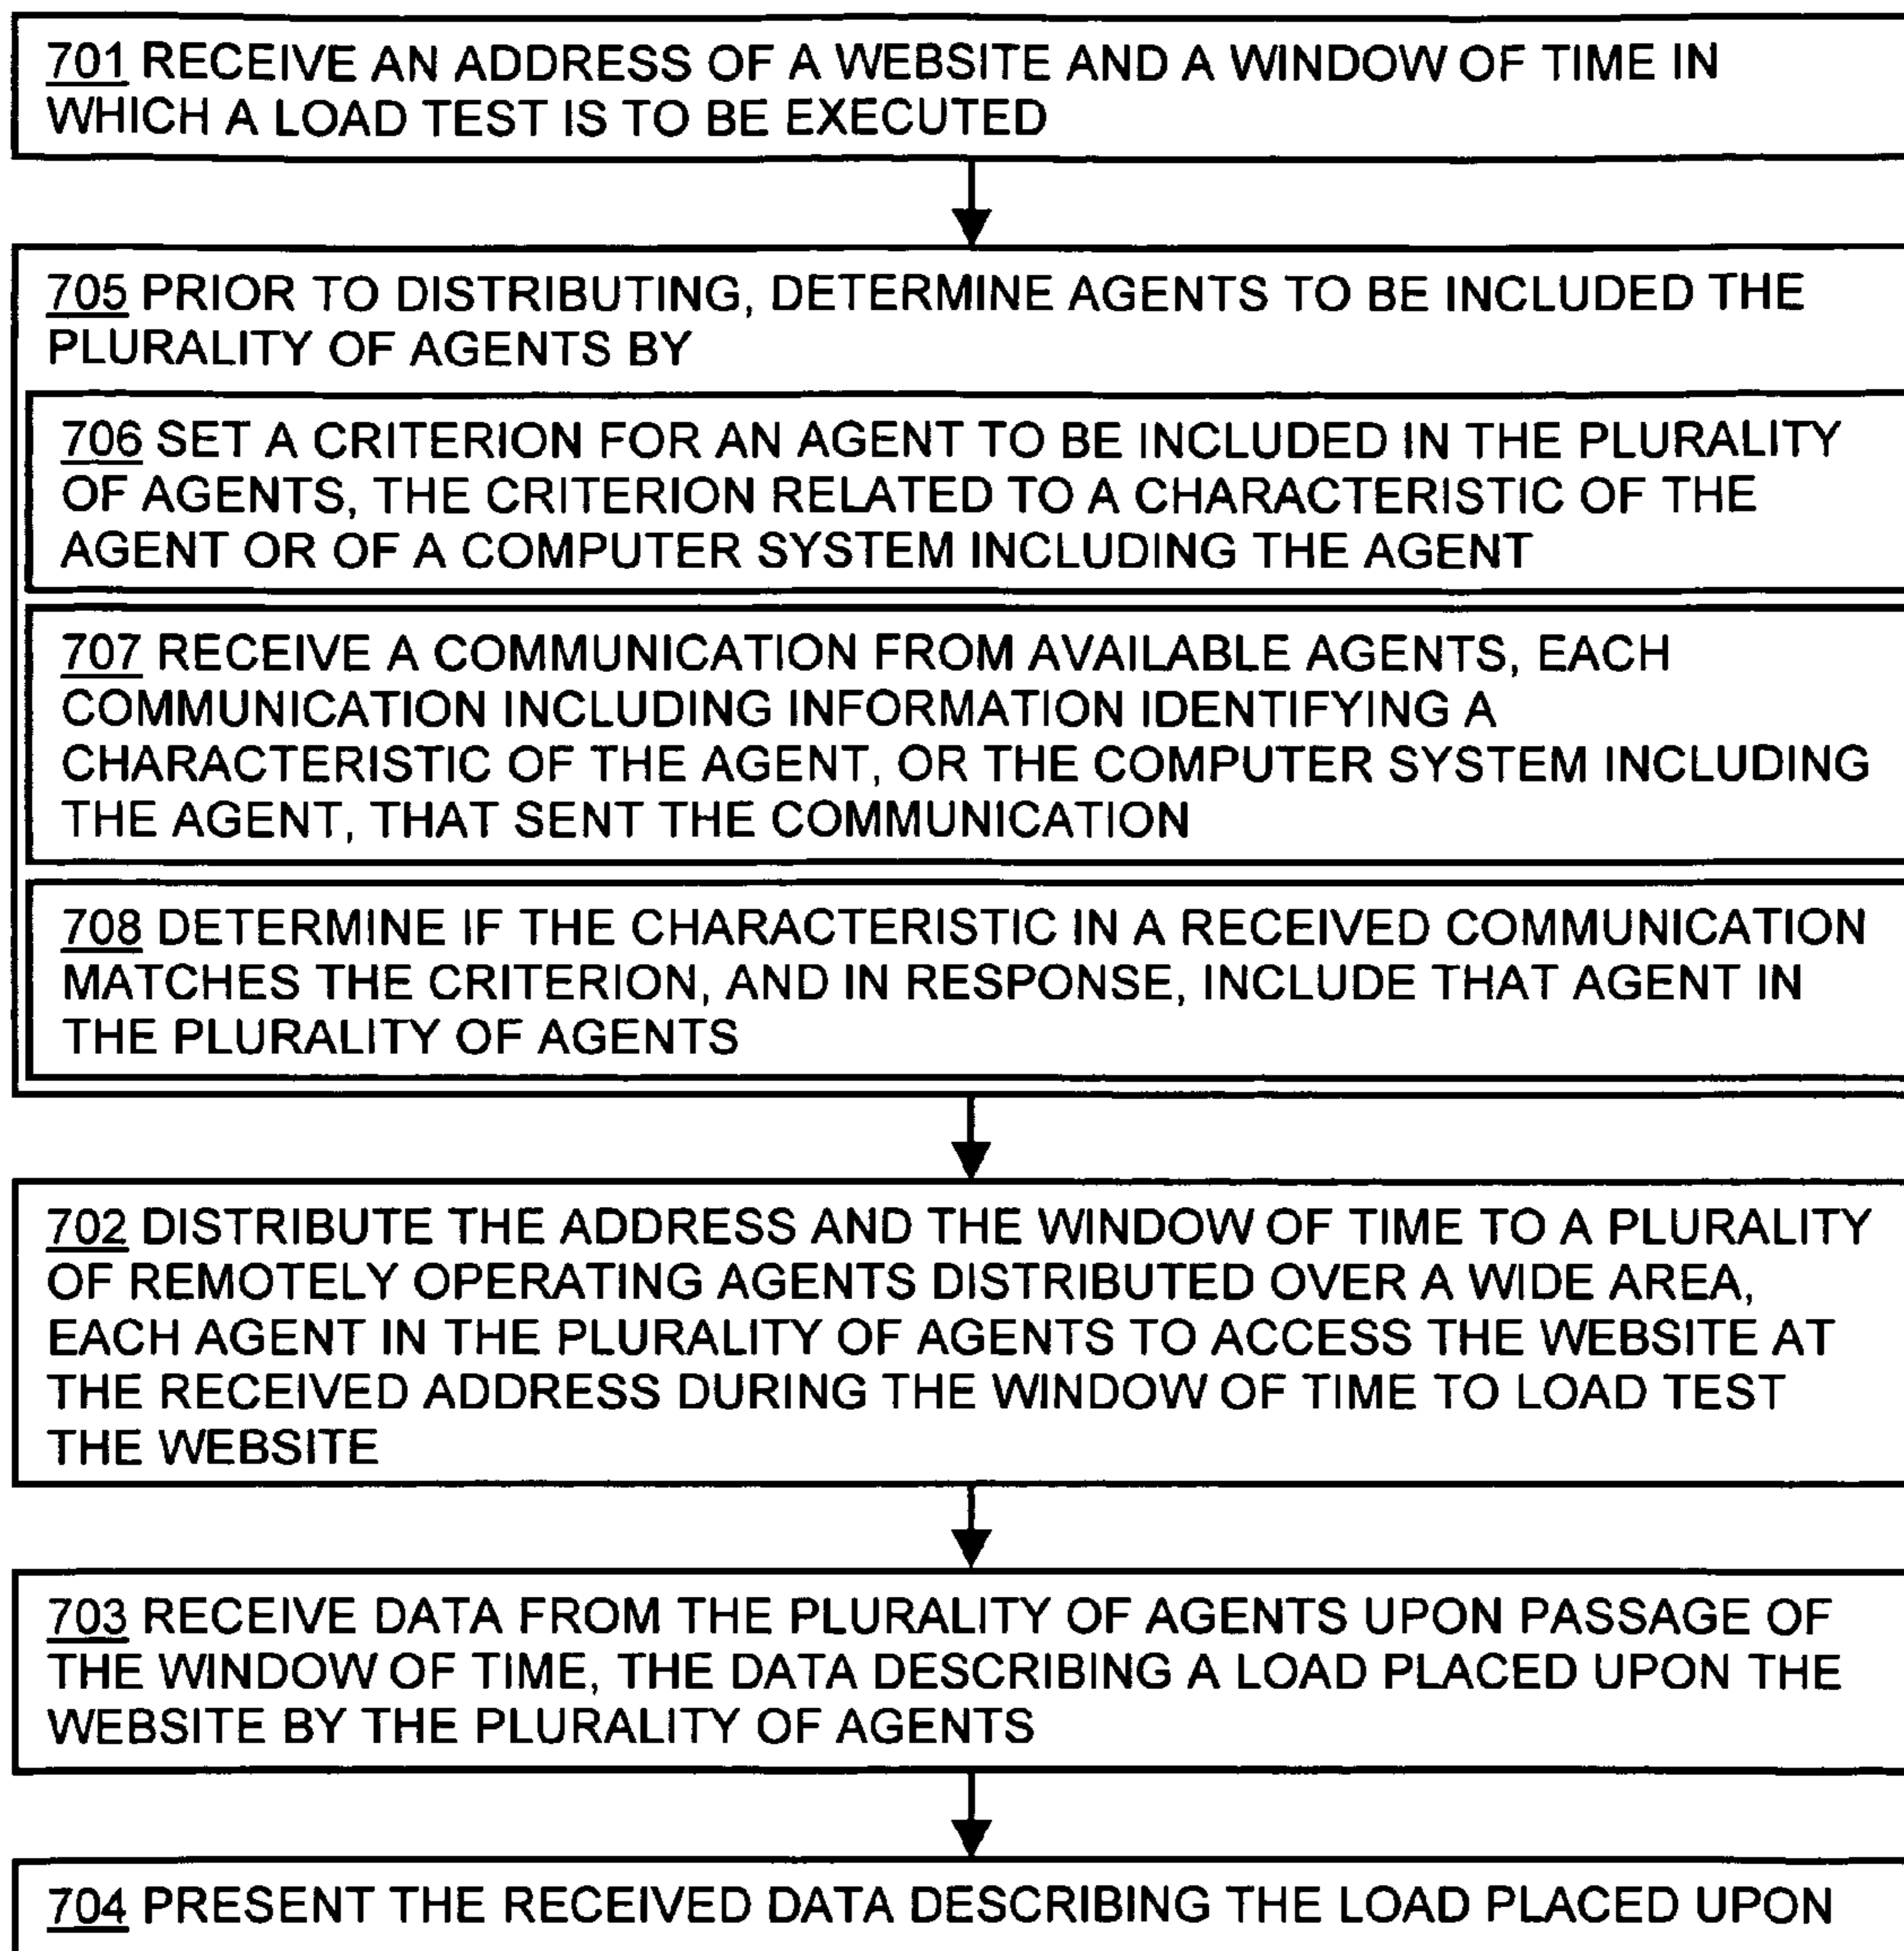 701 RECEIVE AN ADDRESS OF A WEBSITE AND A WINDOW OF TIME IN
WHICH A LOAD TEST IS TO BE EXECUTED
705 PRIOR TO DISTRIBUTING, DETERMINE AGENTS TO BE INCLUDED THE
PLURALITY OF AGENTS BY
706 SET A CRITERION FOR AN AGENT TO BE INCLUDED IN THE PLURALITY
OF AGENTS, THE CRITERION RELATED TO A CHARACTERISTIC OF THE
AGENT OR OF A COMPUTER SYSTEM INCLUDING THE AGENT
707 RECEIVE A COMMUNICATION FROM AVAILABLE AGENTS, EACH
COMMUNICATION INCLUDING INFORMATION IDENTIFYING A
CHARACTERISTIC OF THE AGENT, OR THE COMPUTER SYSTEM INCLUDING
THE AGENT, THAT SENT THE COMMUNICATION
708 DETERMINE IF THE CHARACTERISTIC IN A RECEIVED COMMUNICATION
MATCHES THE CRITERION, AND IN RESPONSE, INCLUDE THAT AGENT IN
THE PLURALITY OF AGENTS
702 DISTRIBUTE THE ADDRESS AND THE WINDOW OF TIME TO A PLURALITY
OF REMOTELY OPERATING AGENTS DISTRIBUTED OVER A WIDE AREA,
EACH AGENT IN THE PLURALITY OF AGENTS TO ACCESS THE WEBSITE AT
THE RECEIVED ADDRESS DURING THE WINDOW OF TIME TO LOAD TEST
THE WEBSITE
703 RECEIVE DATA FROM THE PLURALITY OF AGENTS UPON PASSAGE OF
THE WINDOW OF TIME, THE DATA DESCRIBING A LOAD PLACED UPON THE
WEBSITE BY THE PLURALITY OF AGENTS
704 PRESENT THE RECEIVED DATA DESCRIBING THE LOAD PLACED UPON